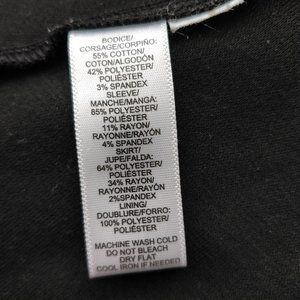 BODICE/
CORSAGE/CORPIÑO:
55% COTTON/
COTON/ALGODÓN
42% POLYESTER/
POLIÉSTER
3% SPANDEX
SLEEVE/
MANCHE/MANGA:
85% POLYESTER/
POLIÉSTER
11% RAYON/
RAYONNE/RAYÓN
4% SPANDEX
SKIRT/
JUPE/FALDA:
64% POLYESTER/
POLIÉSTER
34% RAYON/
RAYONNE/RAYÓN
2%SPANDEX
LINING/
DOUBLURE/FORRO:
100% POLYESTER/
POLIÉSTER
MACHINE WASH COLD
DO NOT BLEACH
DRY FLAT
COOL IRON IF NEEDED